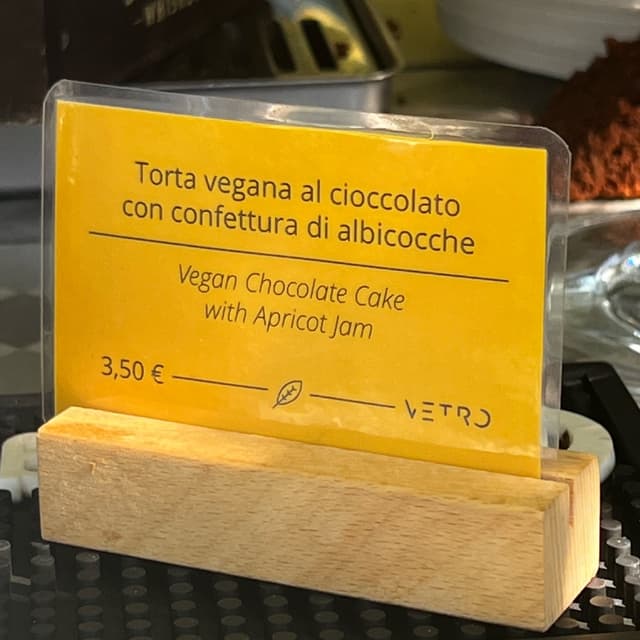 Torta vegana al cioccolato
con confettura di albicocche
Vegan Chocolate Cake
with Apricot Jam
3,50 €
VETRO